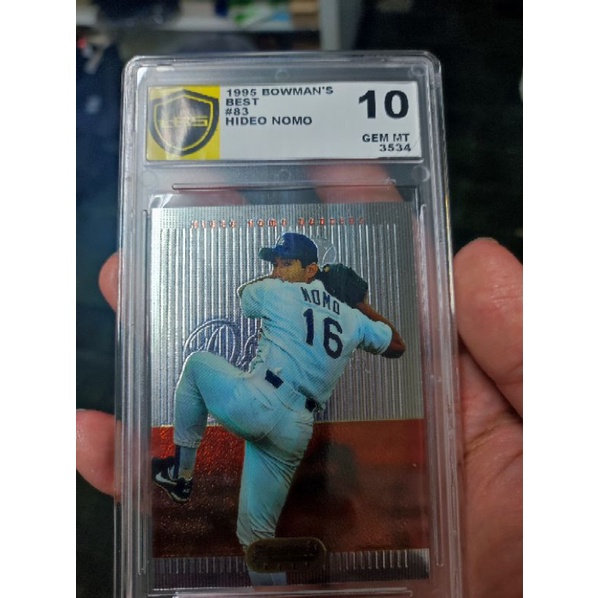 1995 BOWMAN'S
BEST
#83
HIDEO NOMO
10
GEM MT
3534
NOMO
16